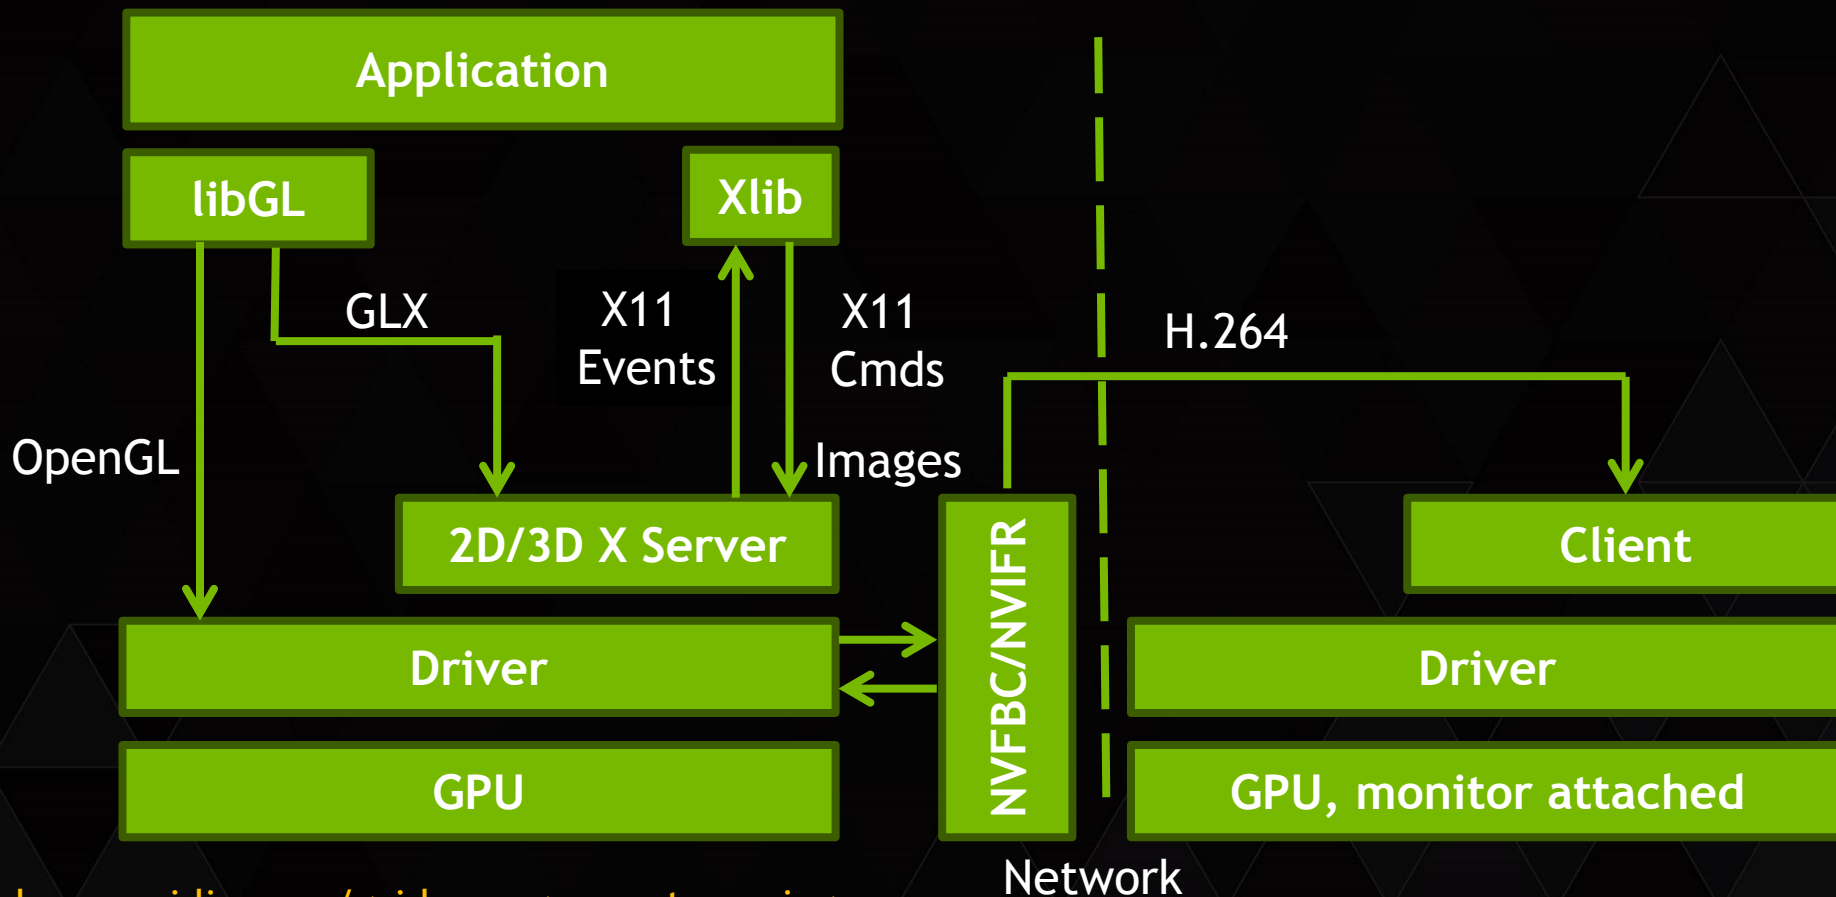 Application
libGL
Xlib
GLX
X11
Events
X11
Cmds
H.264
OpenGL
Images
2D/3D X Server
NVFBC/NVIFR
Client
Driver
Driver
GPU
GPU, monitor attached
Network